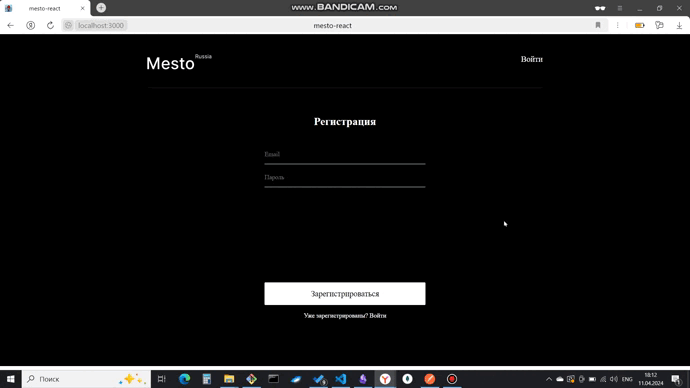 mesto-react
WWW.BANDICAM.COM
localhost:3000
mesto-react
Mesto Russia
Войти
Регистрация
Email
Пароль
Зарегистрироваться
Уже зарегистрированы? Войти
Поиск
ENG
18:12
11.04.2024